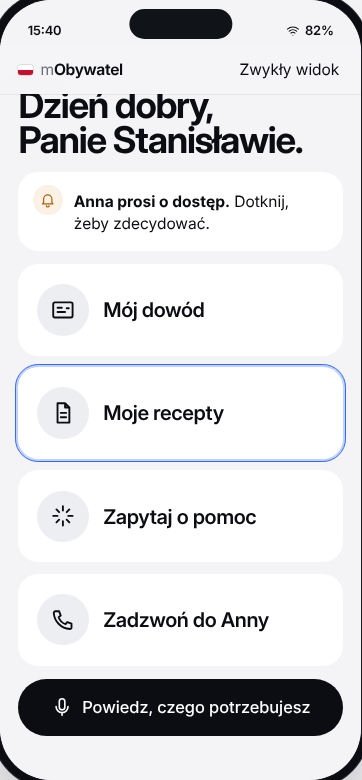 15:40
82%
mObywatel
Zwykły widok
Dzień dobry,
Panie Stanisławie.
Anna prosi o dostęp. Dotknij,
żeby zdecydować.
Mój dowód
Moje recepty
Zapytaj o pomoc
Zadzwoń do Anny
Powiedz, czego potrzebujesz